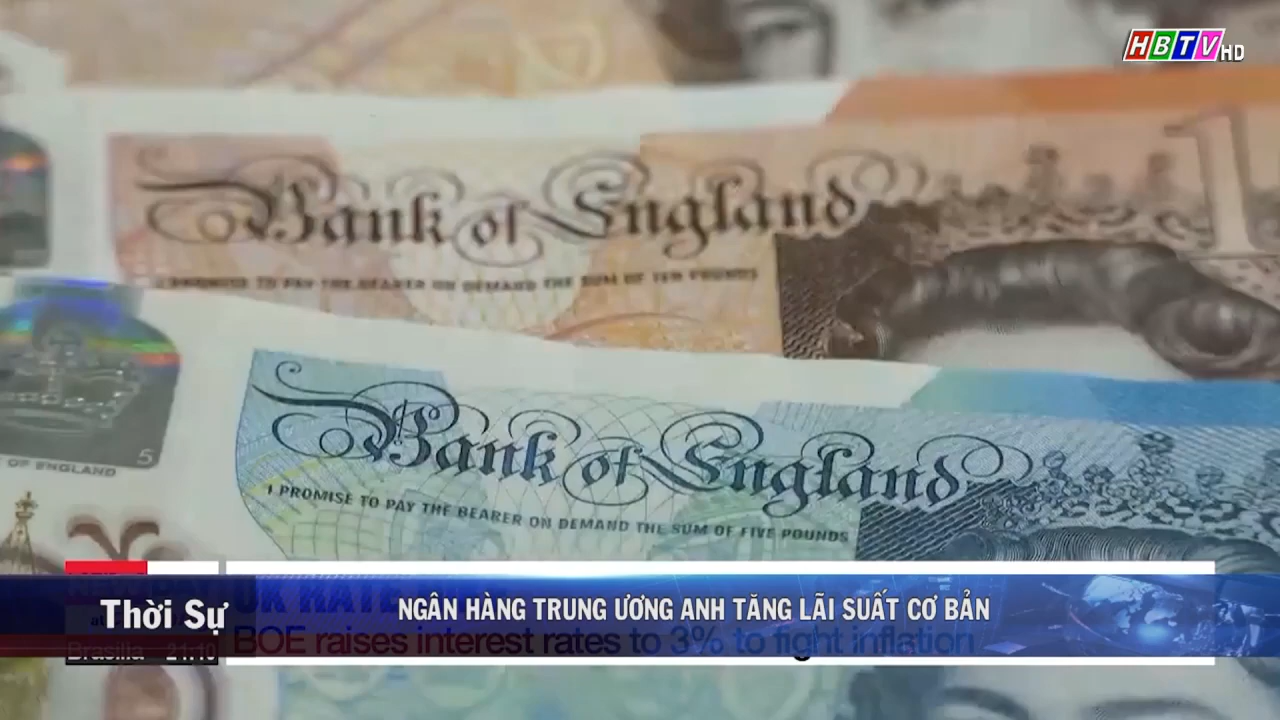 HBTV HD
Bank of England
I PROMISE TO PAY THE BEARER ON DEMAND THE SUM OF TEN POUNDS
1
Bank of England
I PROMISE TO PAY THE BEARER ON DEMAND THE SUM OF FIVE POUNDS
5
OF ENGLAND
Thời Sự
NGÂN HÀNG TRUNG ƯƠNG ANH TĂNG LÃI SUẤT CƠ BẢN
UK RATE
BOE raises interest rates to 3% to fight inflation
Brasilia 21:10